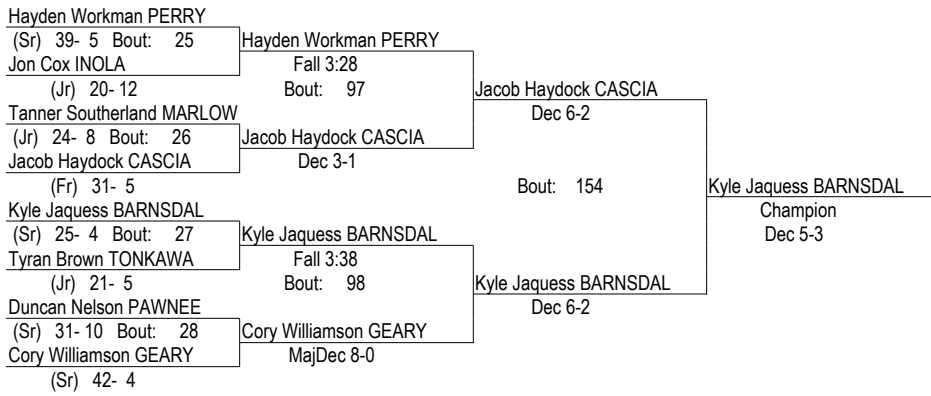 Hayden Workman PERRY
(Sr) 39- 5 Bout: 25
Hayden Workman PERRY
Jon Cox INOLA
Fall 3:28
(Jr) 20- 12
Bout: 97
Jacob Haydock CASCIA
Tanner Southerland MARLOW
Dec 6-2
(Jr) 24- 8 Bout: 26
Jacob Haydock CASCIA
Jacob Haydock CASCIA
Dec 3-1
(Fr) 31- 5
Bout: 154
Kyle Jaquess BARNSDAL
Kyle Jaquess BARNSDAL
Champion
(Sr) 25- 4 Bout: 27
Kyle Jaquess BARNSDAL
Dec 5-3
Tyran Brown TONKAWA
Fall 3:38
(Jr) 21- 5
Bout: 98
Kyle Jaquess BARNSDAL
Duncan Nelson PAWNEE
Dec 6-2
(Sr) 31- 10 Bout: 28
Cory Williamson GEARY
Cory Williamson GEARY
MajDec 8-0
(Sr) 42- 4